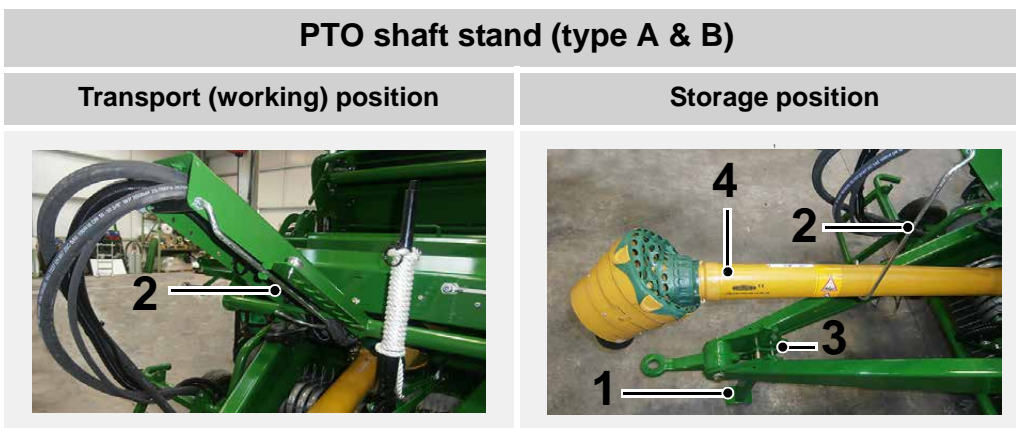 PTO shaft stand (type A & B)
Transport (working) position
Storage position
2
4
2
3
1